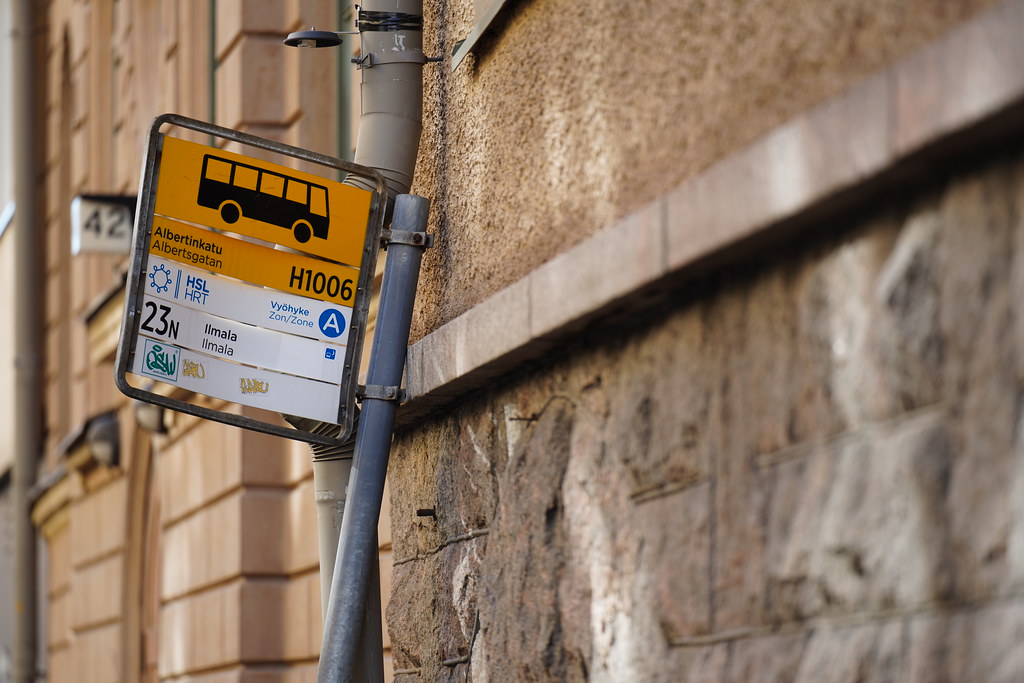 42
Albertinkatu
Albertsgatan
H1006
HSL
HRT
Vyöhyke
Zon/Zone
A
23N
Ilmala
Ilmala